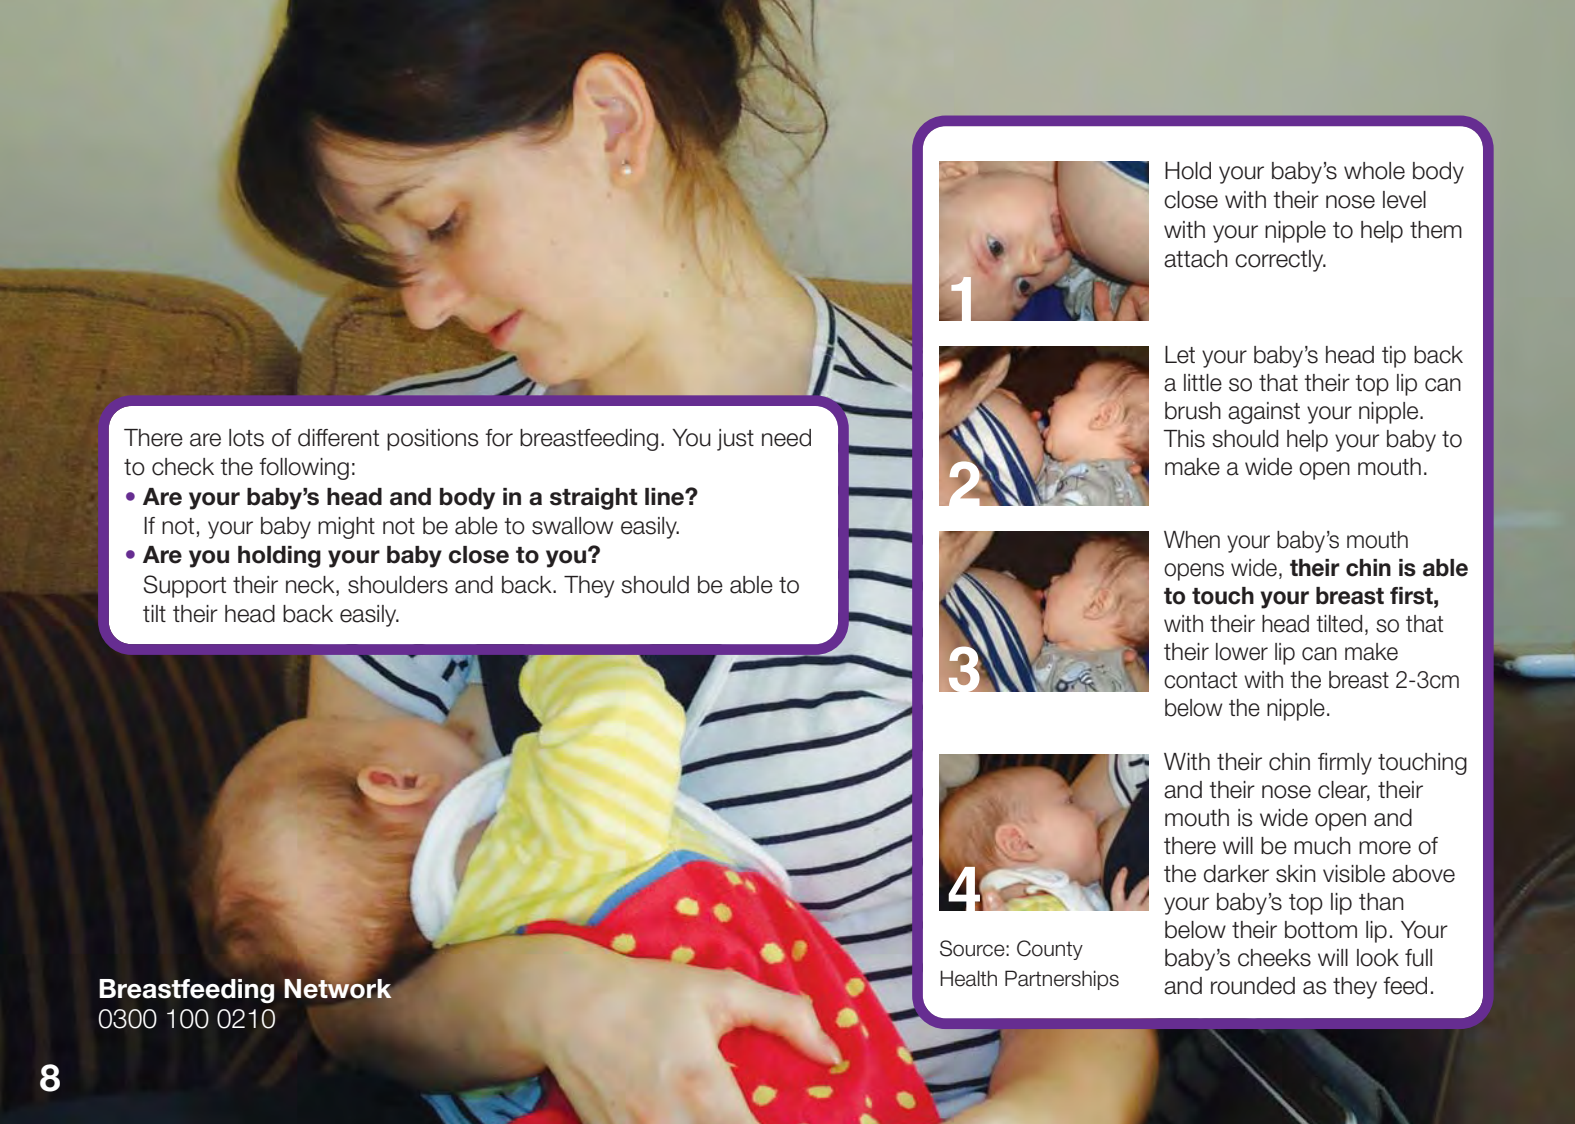 There are lots of different positions for breastfeeding. You just need
to check the following:
• Are your baby’s head and body in a straight line?
If not, your baby might not be able to swallow easily.
• Are you holding your baby close to you?
Support their neck, shoulders and back. They should be able to
tilt their head back easily.
Breastfeeding Network
0300 100 0210
8
1
Hold your baby’s whole body
close with their nose level
with your nipple to help them
attach correctly.
2
Let your baby’s head tip back
a little so that their top lip can
brush against your nipple.
This should help your baby to
make a wide open mouth.
3
When your baby’s mouth
opens wide, their chin is able
to touch your breast first,
with their head tilted, so that
their lower lip can make
contact with the breast 2-3cm
below the nipple.
4
With their chin firmly touching
and their nose clear, their
mouth is wide open and
there will be much more of
the darker skin visible above
your baby’s top lip than
below their bottom lip. Your
baby’s cheeks will look full
and rounded as they feed.
Source: County
Health Partnerships